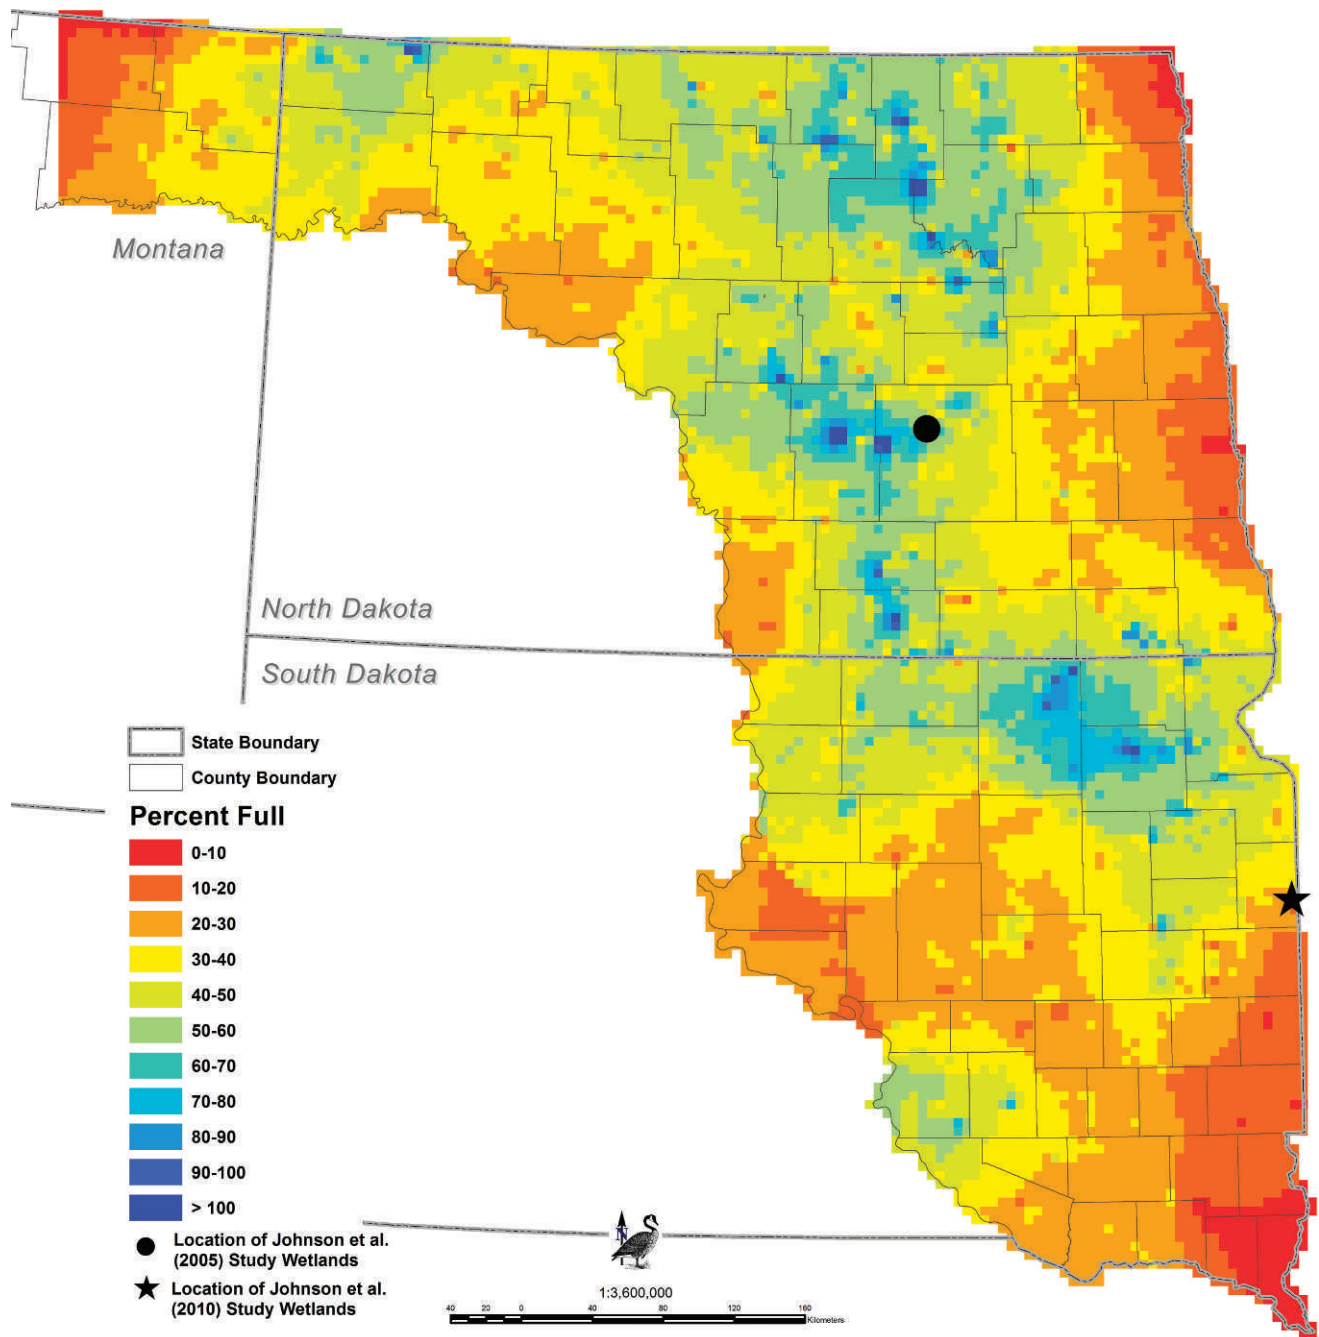 Montana
North Dakota
South Dakota
State Boundary
County Boundary
Percent Full
0-10
10-20
20-30
30-40
40-50
50-60
60-70
70-80
80-90
90-100
> 100
Location of Johnson et al.
(2005) Study Wetlands
Location of Johnson et al.
(2010) Study Wetlands
N
1:3,600,000
40 20 0 40 80 120 160
Kilometers